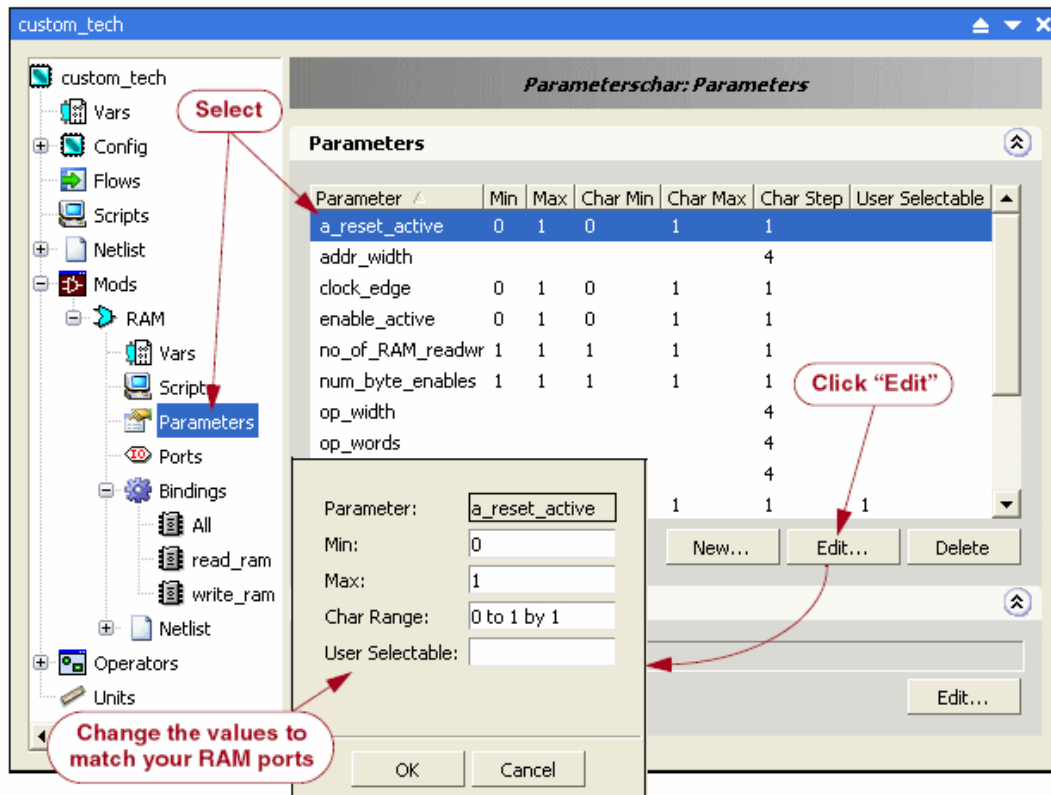 custom_tech
custom_tech
Vars
Config
Flows
Scripts
Netlist
Mods
RAM
Vars
Scripts
Parameters
Ports
Bindings
All
read_ram
write_ram
Netlist
Operators
Units
Select
Parameterschar: Parameters
Parameters
Parameter Min Max Char Min Char Max Char Step User Selectable
a_reset_active 0 1 0 1 1
addr_width 4
clock_edge 0 1 0 1 1
enable_active 0 1 0 1 1
no_of_RAM_readwr 1 1 1 1 1
num_byte_enables 1 1 1 1 1
op_width 4
op_words 4
4
1 1 1
Click “Edit”
New... Edit... Delete
Edit...
Parameter: a_reset_active
Min: 0
Max: 1
Char Range: 0 to 1 by 1
User Selectable:
OK Cancel
Change the values to
match your RAM ports